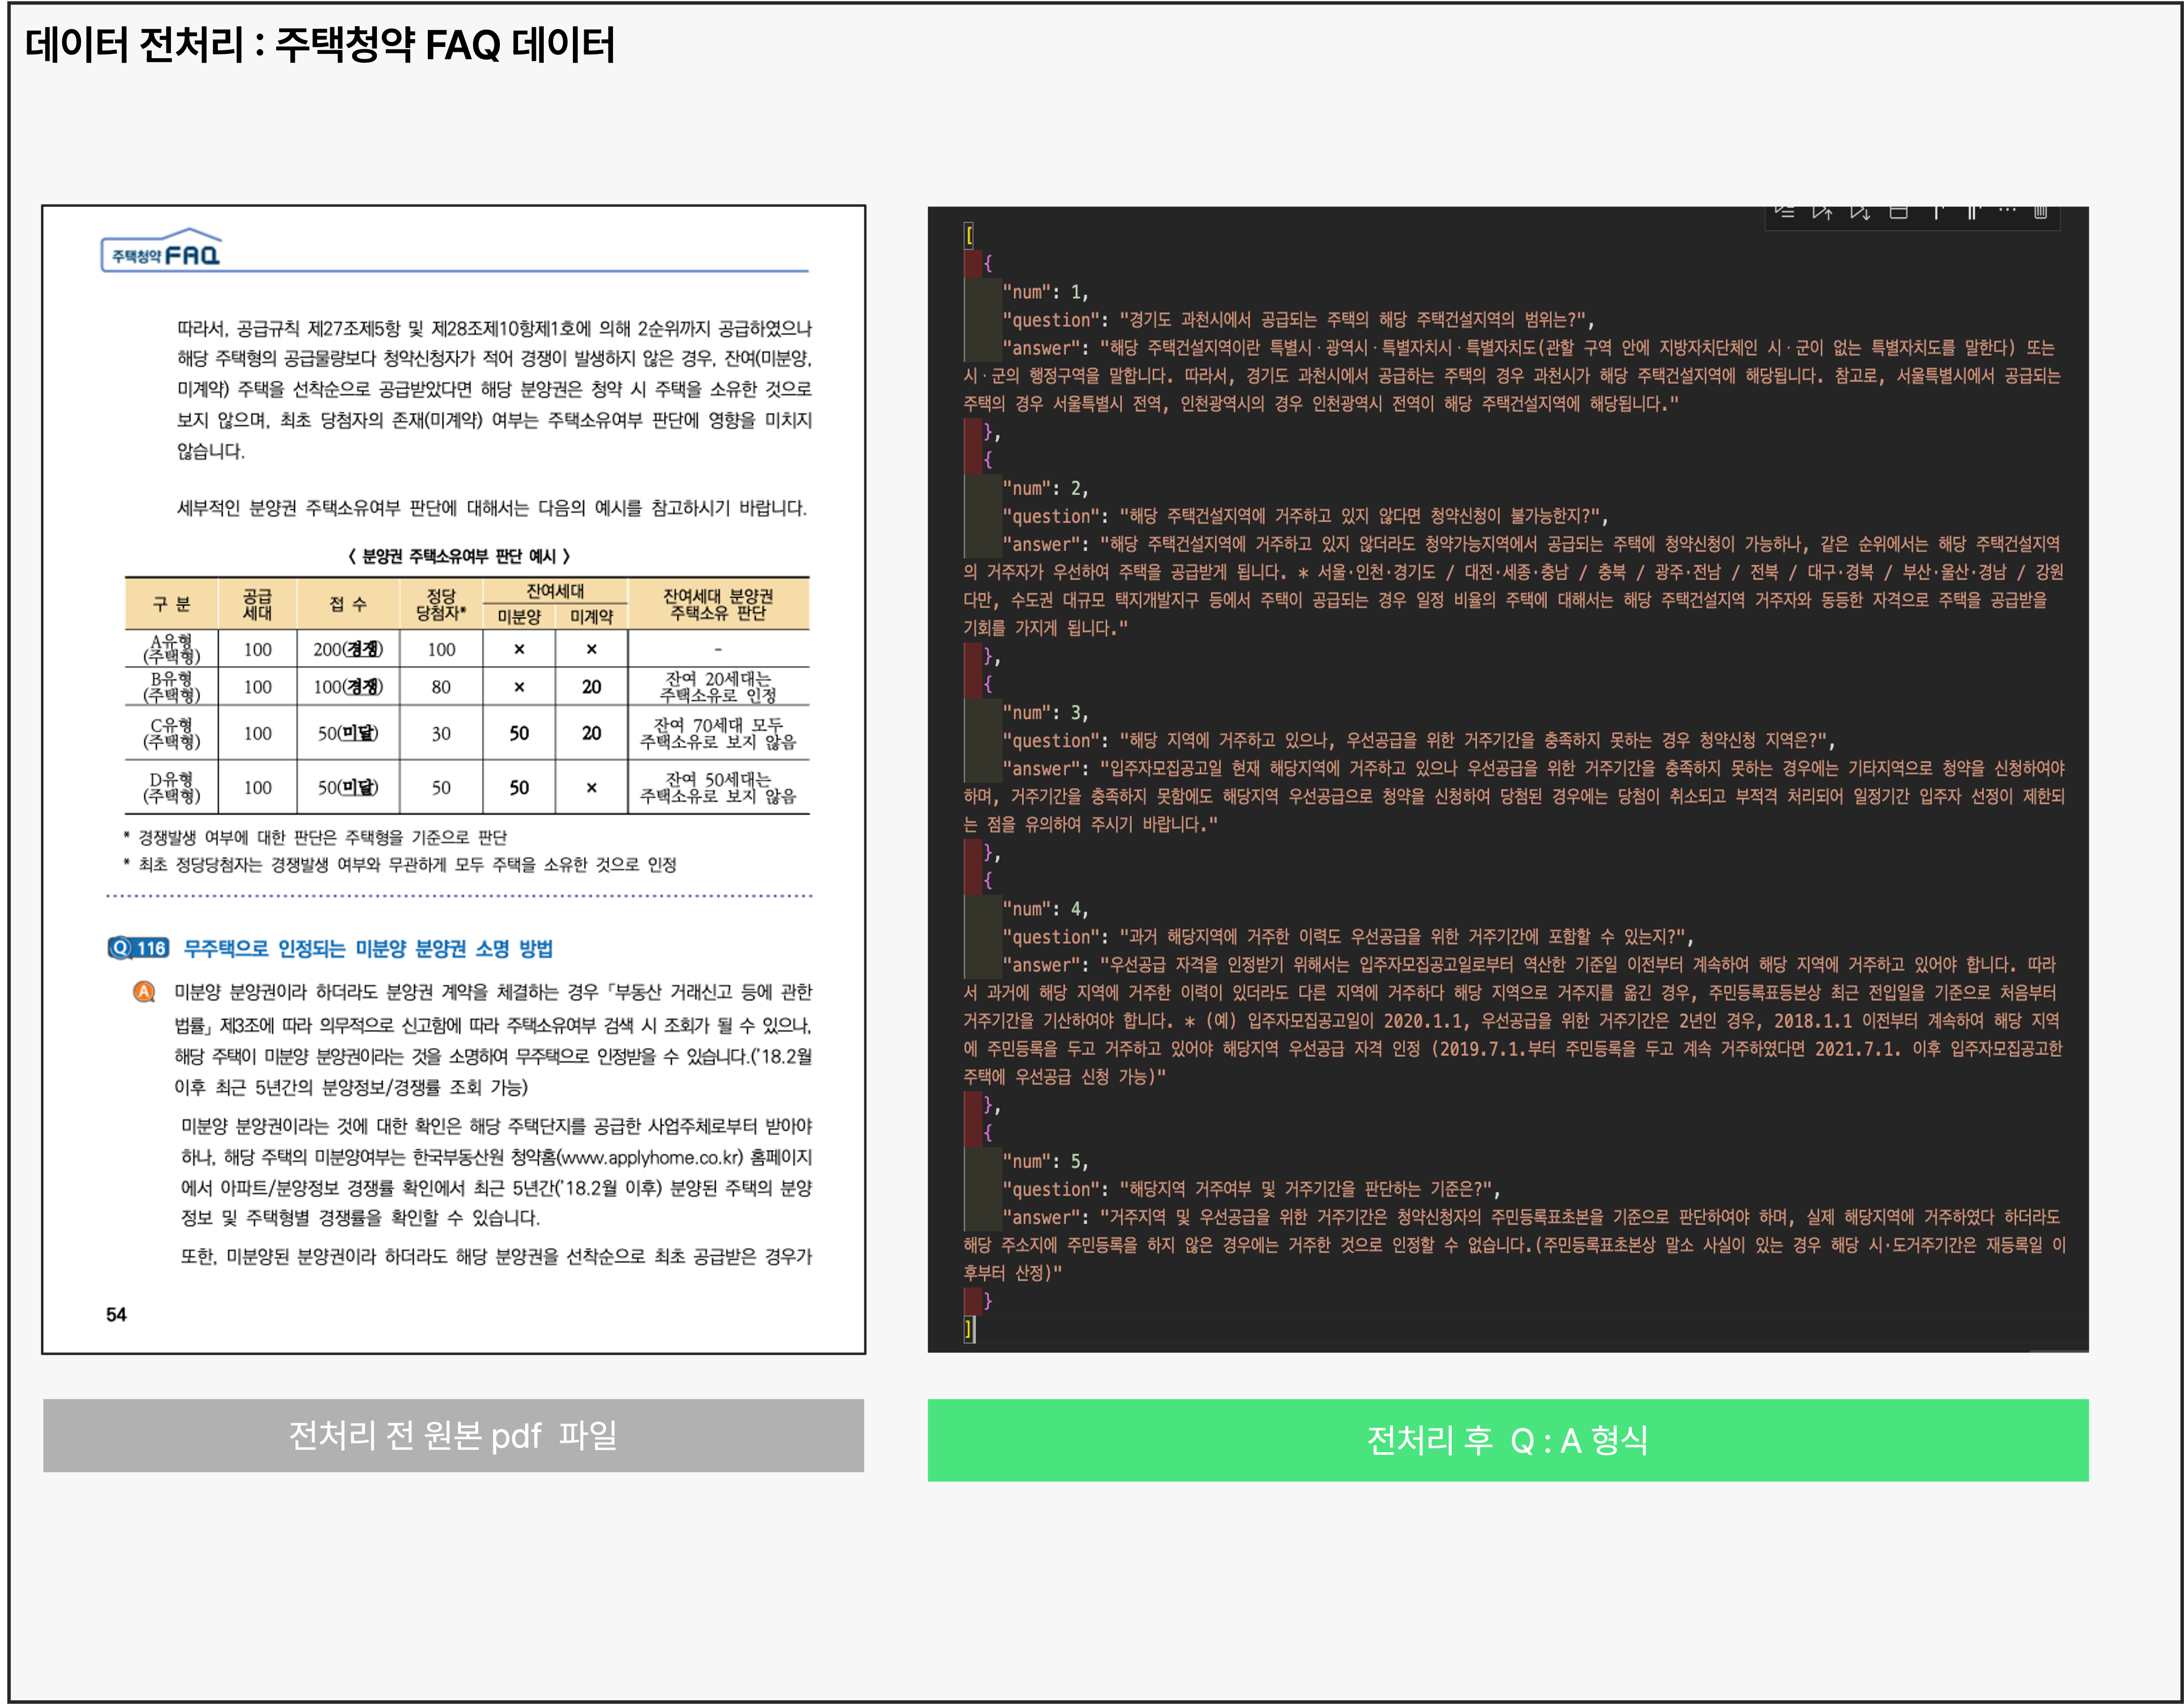 데이터 전처리 : 주택청약 FAQ 데이터
주택청약 FAQ
따라서, 공급규칙 제27조제5항 및 제28조제10항제1호에 의해 2순위까지 공급하였으나
해당 주택형의 공급물량보다 청약신청자가 적어 경쟁이 발생하지 않은 경우, 잔여(미분양,
미계약) 주택을 선착순으로 공급받았다면 해당 분양권은 청약 시 주택을 소유한 것으로
보지 않으며, 최초 당첨자의 존재(미계약) 여부는 주택소유여부 판단에 영향을 미치지
않습니다.
세부적인 분양권 주택소유여부 판단에 대해서는 다음의 예시를 참고하시기 바랍니다.
〈 분양권 주택소유여부 판단 예시 〉
구 분 공급 세대 접 수 정당 당첨자* 잔여세대 미분양 미계약 잔여세대 분양권 주택소유 판단
A유형 (주택형) 100 200(경쟁) 100 × × -
B유형 (주택형) 100 100(경쟁) 80 × 20 잔여 20세대는 주택소유로 인정
C유형 (주택형) 100 50(미달) 30 50 20 잔여 70세대 모두 주택소유로 보지 않음
D유형 (주택형) 100 50(미달) 50 50 × 잔여 50세대는 주택소유로 보지 않음
* 경쟁발생 여부에 대한 판단은 주택형을 기준으로 판단
* 최초 정당당첨자는 경쟁발생 여부와 무관하게 모두 주택을 소유한 것으로 인정
Q 116 무주택으로 인정되는 미분양 분양권 소명 방법
A 미분양 분양권이라 하더라도 분양권 계약을 체결하는 경우 「부동산 거래신고 등에 관한
법률」 제3조에 따라 의무적으로 신고함에 따라 주택소유여부 검색 시 조회가 될 수 있으나,
해당 주택이 미분양 분양권이라는 것을 소명하여 무주택으로 인정받을 수 있습니다.('18.2월
이후 최근 5년간의 분양정보/경쟁률 조회 가능)
미분양 분양권이라는 것에 대한 확인은 해당 주택단지를 공급한 사업주체로부터 받아야
하나, 해당 주택의 미분양여부는 한국부동산원 청약홈(www.applyhome.co.kr) 홈페이지
에서 아파트/분양정보 경쟁률 확인에서 최근 5년간('18.2월 이후) 분양된 주택의 분양
정보 및 주택형별 경쟁률을 확인할 수 있습니다.
또한, 미분양된 분양권이라 하더라도 해당 분양권을 선착순으로 최초 공급받은 경우가
54
전처리 전 원본 pdf 파일
[
{
"num": 1,
"question": "경기도 과천시에서 공급되는 주택의 해당 주택건설지역의 범위는?",
"answer": "해당 주택건설지역이란 특별시·광역시·특별자치시·특별자치도(관할 구역 안에 지방자치단체인 시·군이 없는 특별자치도를 말한다) 또는
시·군의 행정구역을 말합니다. 따라서, 경기도 과천시에서 공급하는 주택의 경우 과천시가 해당 주택건설지역에 해당됩니다. 참고로, 서울특별시에서 공급되는
주택의 경우 서울특별시 전역, 인천광역시의 경우 인천광역시 전역이 해당 주택건설지역에 해당됩니다."
},
{
"num": 2,
"question": "해당 주택건설지역에 거주하고 있지 않다면 청약신청이 불가능한지?",
"answer": "해당 주택건설지역에 거주하고 있지 않더라도 청약가능지역에서 공급되는 주택에 청약신청이 가능하나, 같은 순위에서는 해당 주택건설지역
의 거주자가 우선하여 주택을 공급받게 됩니다. * 서울·인천·경기도 / 대전·세종·충남 / 충북 / 광주·전남 / 전북 / 대구·경북 / 부산·울산·경남 / 강원
다만, 수도권 대규모 택지개발지구 등에서 주택이 공급되는 경우 일정 비율의 주택에 대해서는 해당 주택건설지역 거주자와 동등한 자격으로 주택을 공급받을
기회를 가지게 됩니다."
},
{
"num": 3,
"question": "해당 지역에 거주하고 있으나, 우선공급을 위한 거주기간을 충족하지 못하는 경우 청약신청 지역은?",
"answer": "입주자모집공고일 현재 해당지역에 거주하고 있으나 우선공급을 위한 거주기간을 충족하지 못하는 경우에는 기타지역으로 청약을 신청하여야
하며, 거주기간을 충족하지 못함에도 해당지역 우선공급으로 청약을 신청하여 당첨된 경우에는 당첨이 취소되고 부적격 처리되어 일정기간 입주자 선정이 제한되
는 점을 유의하여 주시기 바랍니다."
},
{
"num": 4,
"question": "과거 해당지역에 거주한 이력도 우선공급을 위한 거주기간에 포함할 수 있는지?",
"answer": "우선공급 자격을 인정받기 위해서는 입주자모집공고일로부터 역산한 기준일 이전부터 계속하여 해당 지역에 거주하고 있어야 합니다. 따라
서 과거에 해당 지역에 거주한 이력이 있더라도 다른 지역에 거주하다 해당 지역으로 거주지를 옮긴 경우, 주민등록표등본상 최근 전입일을 기준으로 처음부터
거주기간을 기산하여야 합니다. * (예) 입주자모집공고일이 2020.1.1, 우선공급을 위한 거주기간은 2년인 경우, 2018.1.1 이전부터 계속하여 해당 지역
에 주민등록을 두고 거주하고 있어야 해당지역 우선공급 자격 인정 (2019.7.1.부터 주민등록을 두고 계속 거주하였다면 2021.7.1. 이후 입주자모집공고한
주택에 우선공급 신청 가능)"
},
{
"num": 5,
"question": "해당지역 거주여부 및 거주기간을 판단하는 기준은?",
"answer": "거주지역 및 우선공급을 위한 거주기간은 청약신청자의 주민등록표초본을 기준으로 판단하여야 하며, 실제 해당지역에 거주하였다 하더라도
해당 주소지에 주민등록을 하지 않은 경우에는 거주한 것으로 인정할 수 없습니다.(주민등록표초본상 말소 사실이 있는 경우 해당 시·도거주기간은 재등록일 이
후부터 산정)"
}
]
전처리 후 Q : A 형식